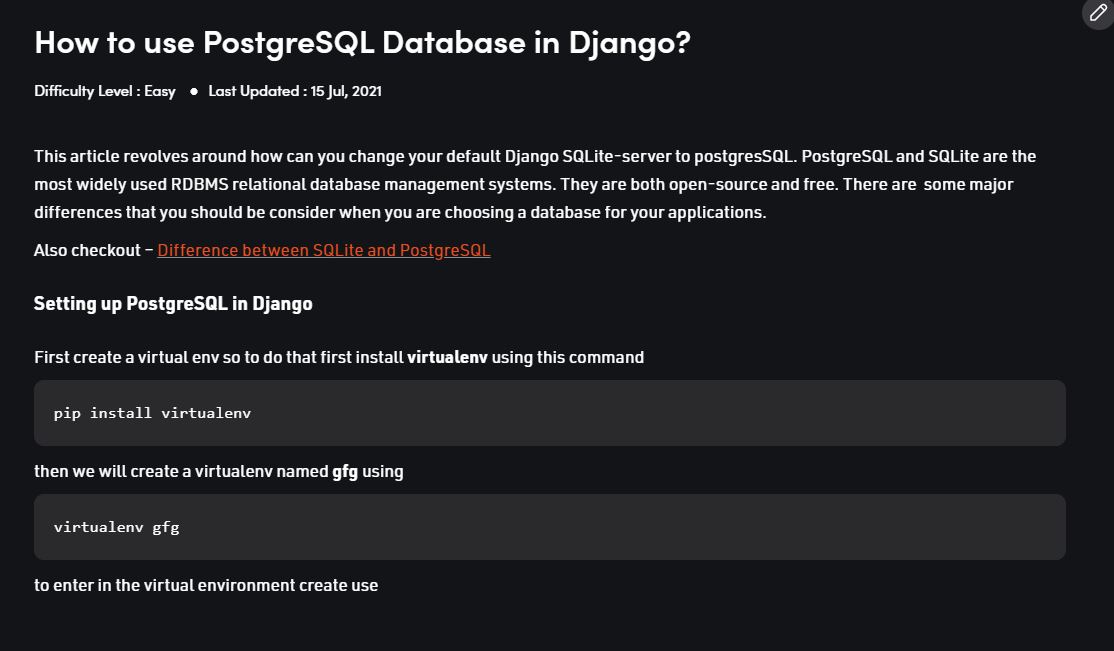 How to use PostgreSQL Database in Django?
Difficulty Level : Easy ● Last Updated : 15 Jul, 2021
This article revolves around how can you change your default Django SQLite-server to postgresSQL. PostgreSQL and SQLite are the
most widely used RDBMS relational database management systems. They are both open-source and free. There are  some major
differences that you should be consider when you are choosing a database for your applications.
Also checkout – Difference between SQLite and PostgreSQL
Setting up PostgreSQL in Django
First create a virtual env so to do that first install virtualenv using this command
pip install virtualenv
then we will create a virtualenv named gfg using
virtualenv gfg
to enter in the virtual environment create use